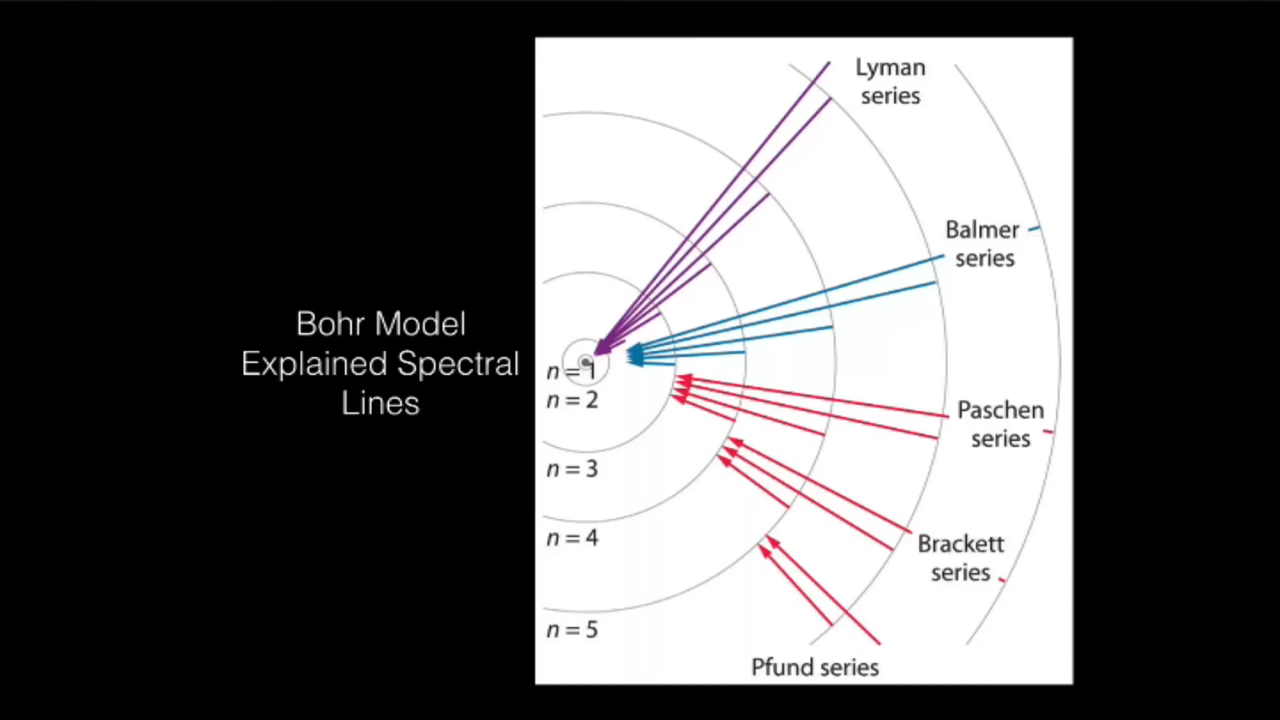 Bohr Model
Explained Spectral
Lines
Lyman
series
Balmer
series
n = 1
n = 2
Paschen
series
n = 3
n = 4
Brackett
series
n = 5
Pfund series